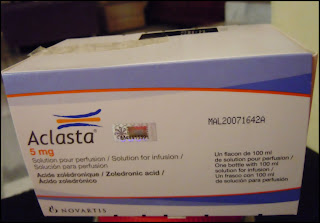 Aclasta®
5 mg
Solution pour perfusion / Solution for infusion /
Solución para perfusión
Acide zolédronique / Zoledronic acid /
Ácido zoledrónico
MAL20071642A
Un flacon de 100 ml
de solution pour perfusion /
One bottle with 100 ml
solution for infusion /
Un frasco con 100 ml
de solución para perfusión
NOVARTIS